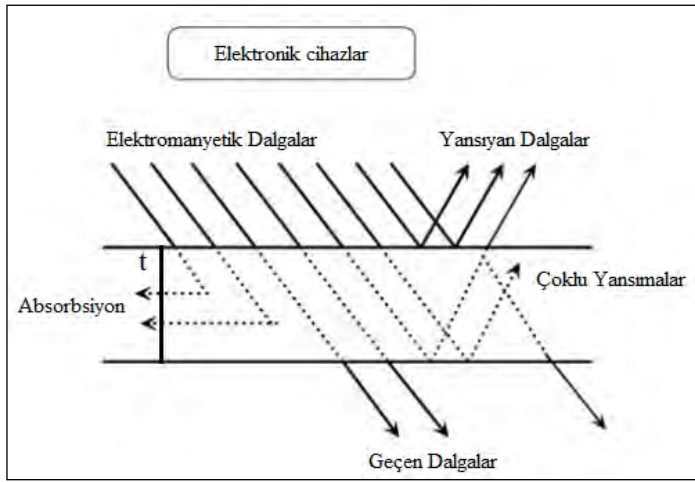 Elektronik cihazlar
Elektromanyetik Dalgalar
Yansıyan Dalgalar
t
Çoklu Yansımalar
Absorbsiyon
Geçen Dalgalar